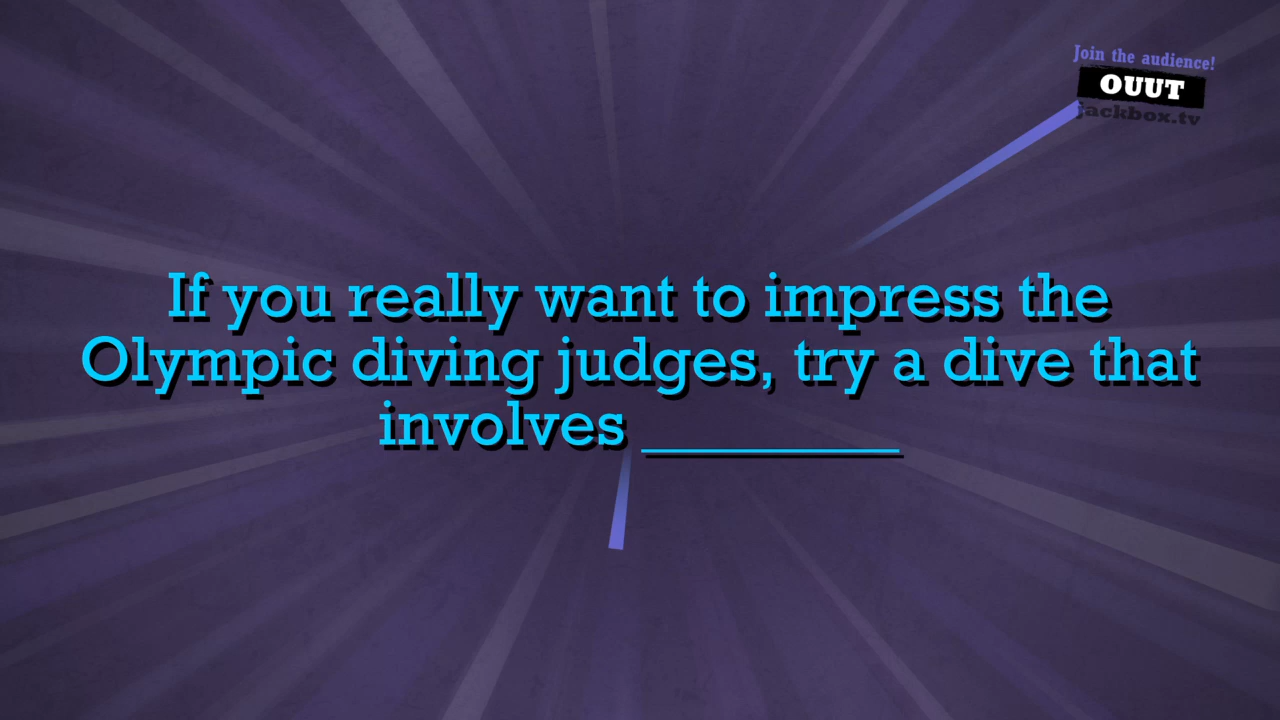 Join the audience!
OUUT
jackbox.tv
If you really want to impress the
Olympic diving judges, try a dive that
involves __________